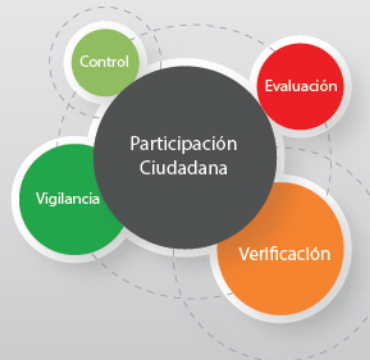 Control
Evaluación
Participación
Ciudadana
Vigilancia
Verificación